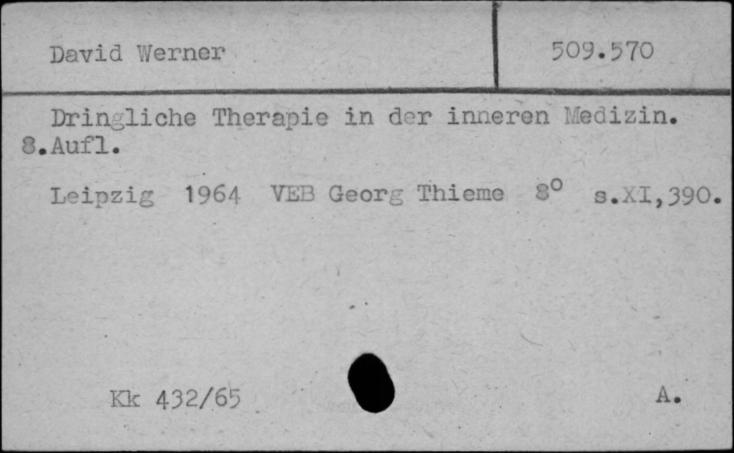 David Werner 509.570
Dringliche Therapie in der inneren Medizin.
8.Aufl.
Leipzig 1964 VEB Georg Thieme 8° s.XI,390.
Kk 432/65 A.